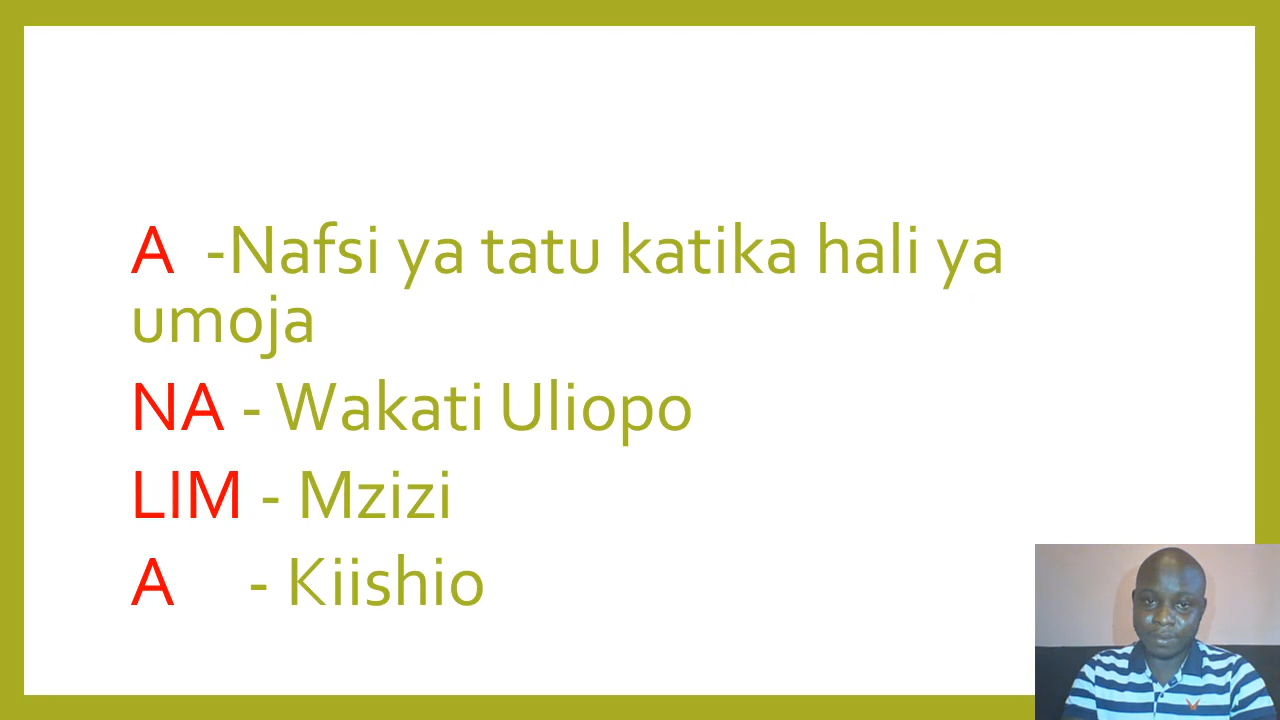 A -Nafsi ya tatu katika hali ya
umoja
NA - Wakati Uliopo
LIM - Mzizi
A - Kiishio